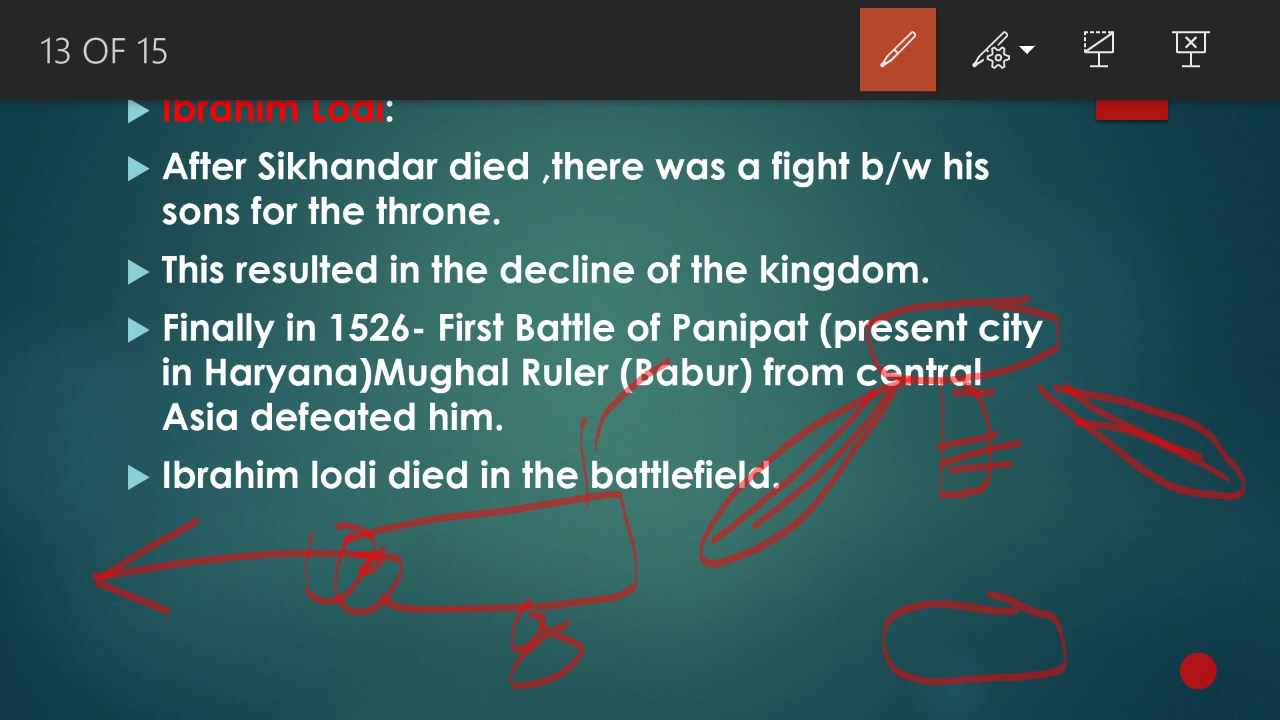 13 OF 15
Ibrahim Lodi:
After Sikhandar died ,there was a fight b/w his
sons for the throne.
This resulted in the decline of the kingdom.
Finally in 1526- First Battle of Panipat (present city
in Haryana)Mughal Ruler (Babur) from central
Asia defeated him.
Ibrahim lodi died in the battlefield.